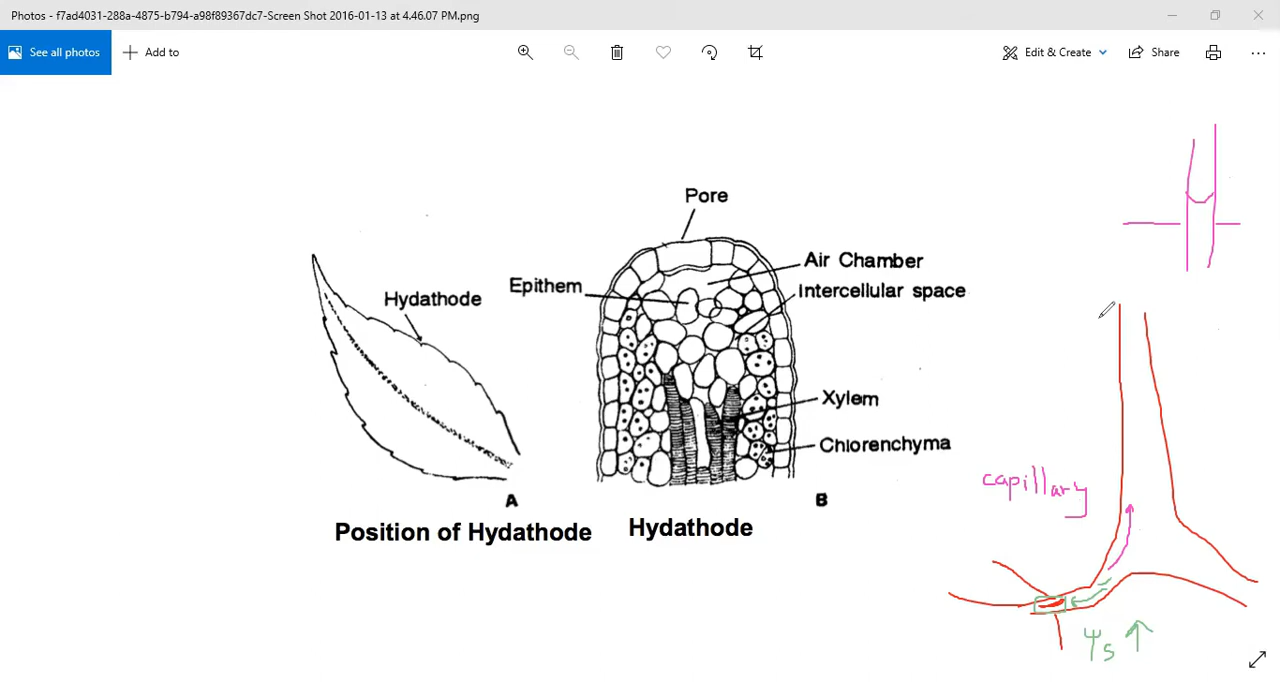 Photos - f7ad4031-288a-4875-b794-a98f89367dc7-Screen Shot 2016-01-13 at 4.46.07 PM.png
See all photos
Add to
Edit & Create
Share
Pore
Air Chamber
Epithem
Intercellular space
Hydathode
Xylem
Chlorenchyma
capillary
A
B
Position of Hydathode
Hydathode
Ψs ↑